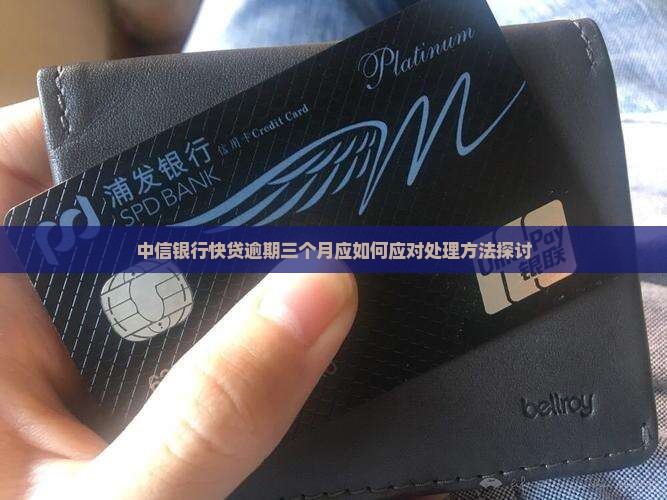 Platinum
信用卡Credit Card
浦发银行
SPD BANK
中信银行快贷逾期三个月应如何应对处理方法探讨
UnionPay
银联
bellroy